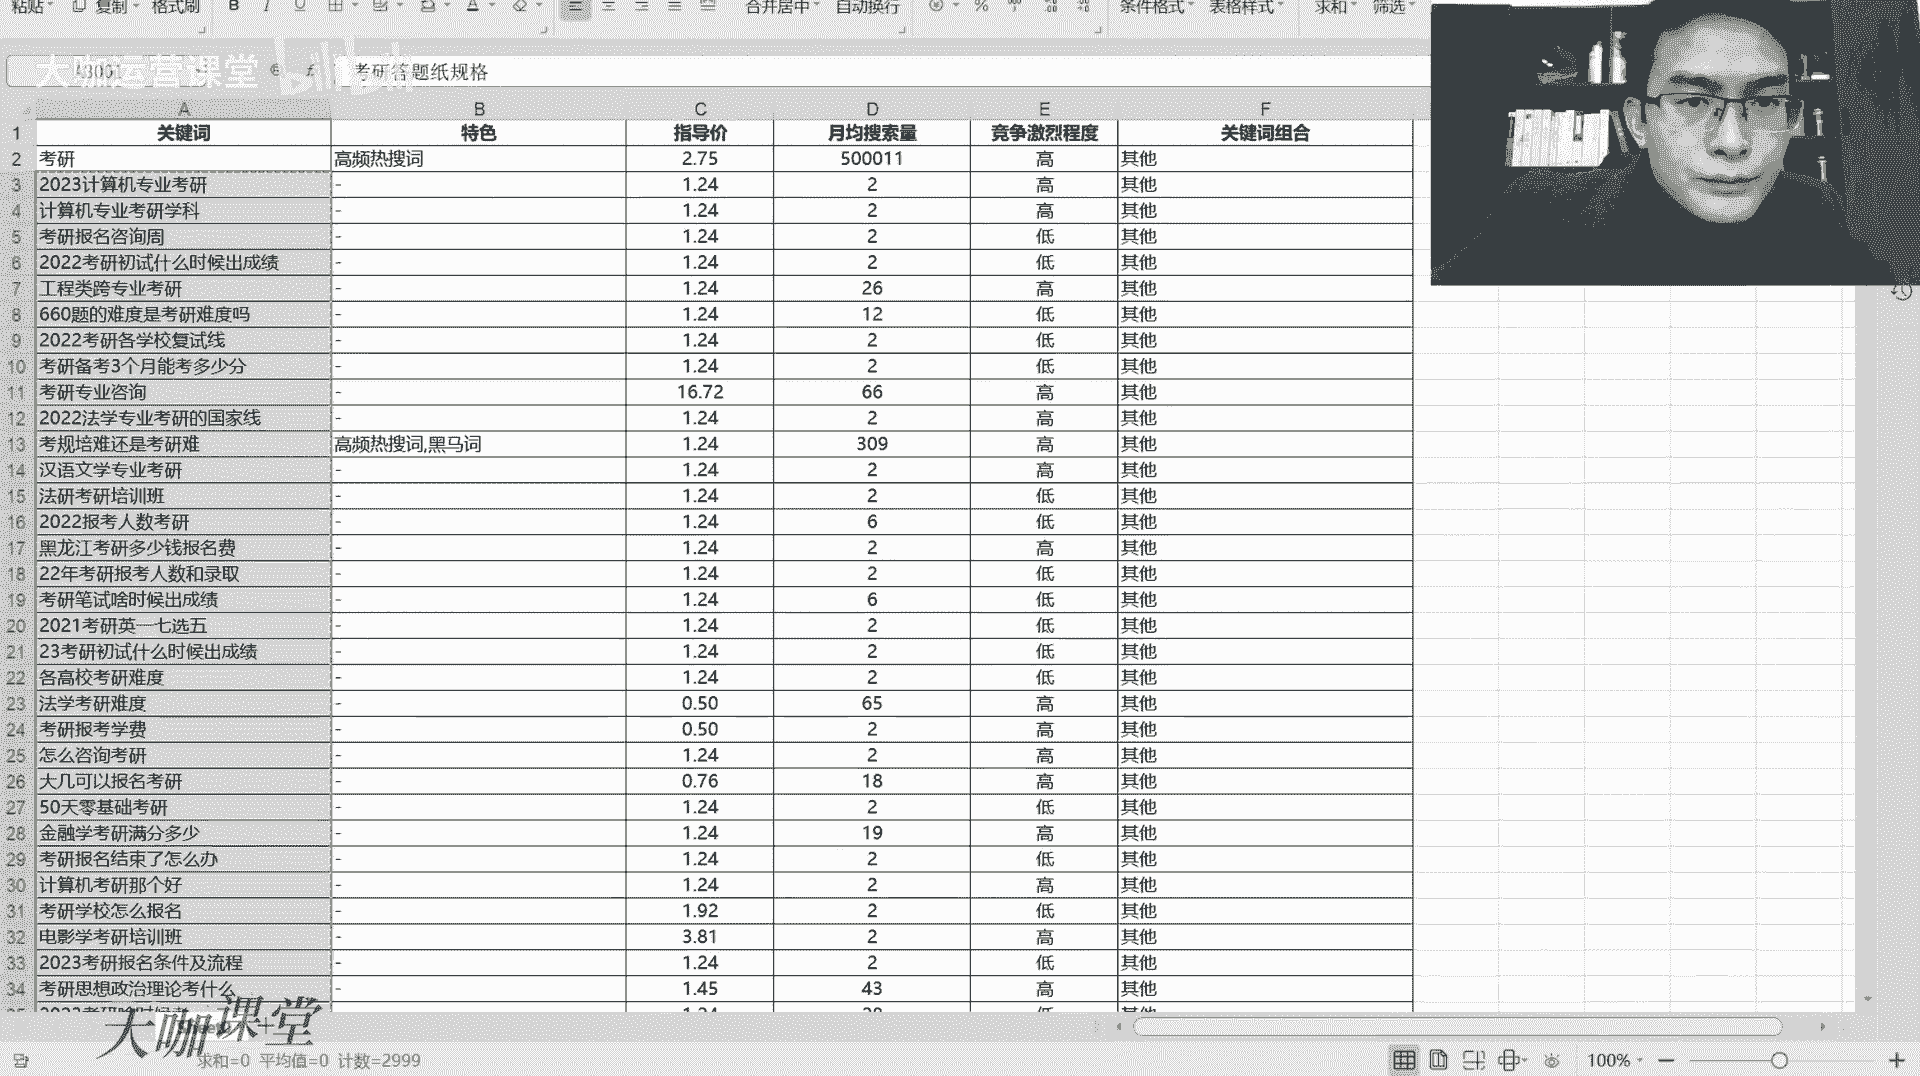 粘贴 复制 格式刷 B I U A 合并居中 自动换行 % 条件格式 表格样式 求和 筛选
大咖运营课堂 bilibili 考研答题纸规格
A B C D E F
1 关键词 特色 指导价 月均搜索量 竞争激烈程度 关键词组合
2 考研 高频热搜词 2.75 500011 高 其他
3 2023计算机专业考研 - 1.24 2 高 其他
4 计算机专业考研学科 - 1.24 2 高 其他
5 考研报名咨询周 - 1.24 2 低 其他
6 2022考研初试什么时候出成绩 - 1.24 2 低 其他
7 工程类跨专业考研 - 1.24 26 高 其他
8 660题的难度是考研难度吗 - 1.24 12 低 其他
9 2022考研各学校复试线 - 1.24 2 低 其他
10 考研备考3个月能考多少分 - 1.24 2 低 其他
11 考研专业咨询 - 16.72 66 高 其他
12 2022法学专业考研的国家线 - 1.24 2 高 其他
13 考规培难还是考研难 高频热搜词,黑马词 1.24 309 高 其他
14 汉语文学专业考研 - 1.24 2 高 其他
15 法研考研培训班 - 1.24 2 低 其他
16 2022报考人数考研 - 1.24 6 低 其他
17 黑龙江考研多少钱报名费 - 1.24 2 高 其他
18 22年考研报考人数和录取 - 1.24 2 低 其他
19 考研笔试啥时候出成绩 - 1.24 6 低 其他
20 2021考研英一七选五 - 1.24 2 低 其他
21 23考研初试什么时候出成绩 - 1.24 2 低 其他
22 各高校考研难度 - 1.24 2 低 其他
23 法学考研难度 - 0.50 65 高 其他
24 考研报考学费 - 0.50 2 高 其他
25 怎么咨询考研 - 1.24 2 高 其他
26 大几可以报名考研 - 0.76 18 高 其他
27 50天零基础考研 - 1.24 2 低 其他
28 金融学考研满分多少 - 1.24 19 高 其他
29 考研报名结束了怎么办 - 1.24 2 低 其他
30 计算机考研那个好 - 1.24 2 高 其他
31 考研学校怎么报名 - 1.92 2 低 其他
32 电影学考研培训班 - 3.81 2 高 其他
33 2023考研报名条件及流程 - 1.24 2 低 其他
34 考研思想政治理论考什么 - 1.45 43 高 其他
大咖课堂
求和=0 平均值=0 计数=2999 100%